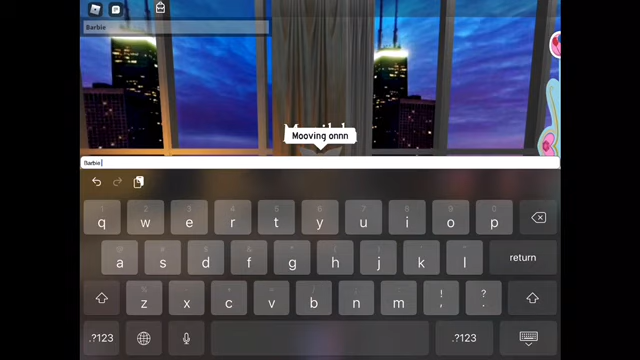 Barbie
Mooving onnn
Barbie
q w e r t y u i o p
a s d f g h j k l return
z x c v b n m ! , ? .
.?123 .?123